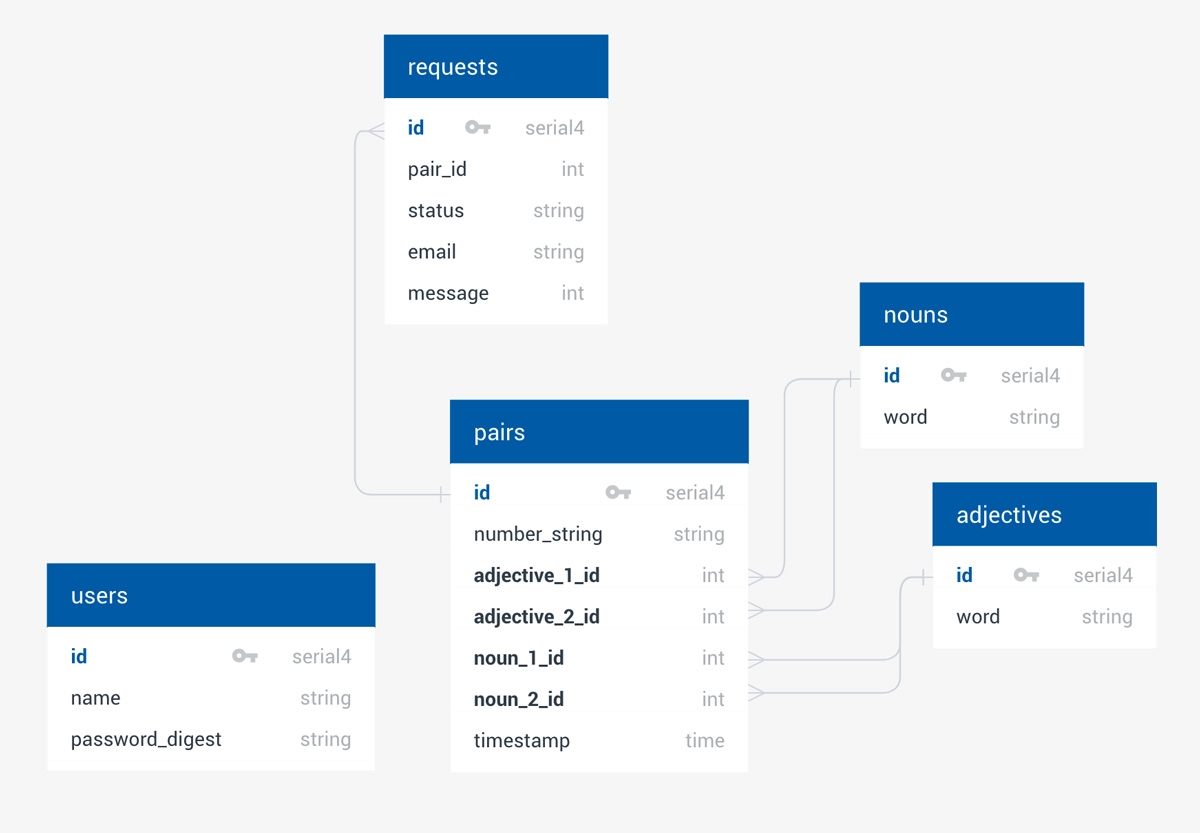 requests
id serial4
pair_id int
status string
email string
message int
nouns
id serial4
word string
pairs
id serial4
number_string string
adjective_1_id int
adjective_2_id int
noun_1_id int
noun_2_id int
timestamp time
adjectives
id serial4
word string
users
id serial4
name string
password_digest string